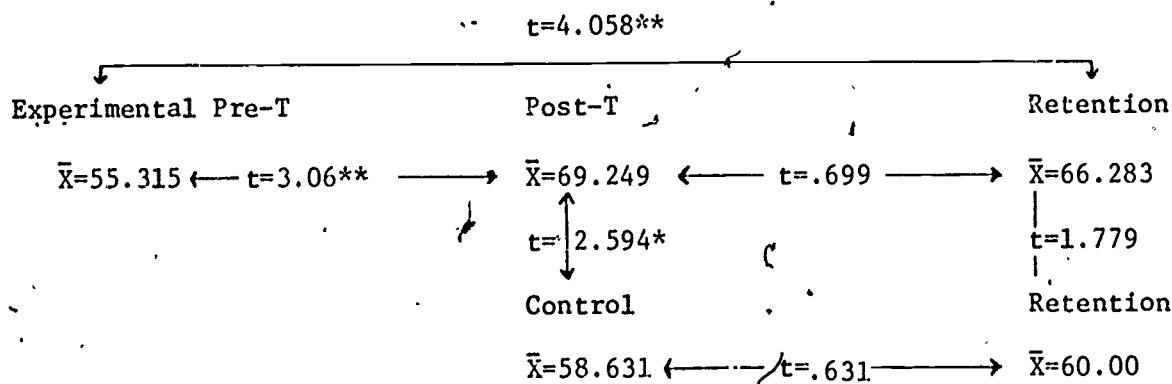 t=4.058**
Experimental Pre-T Post-T Retention
X̄=55.315 t=3.06** X̄=69.249 t=.699 X̄=66.283
t= 2.594* t=1.779
Control Retention
X̄=58.631 t=.631 X̄=60.00